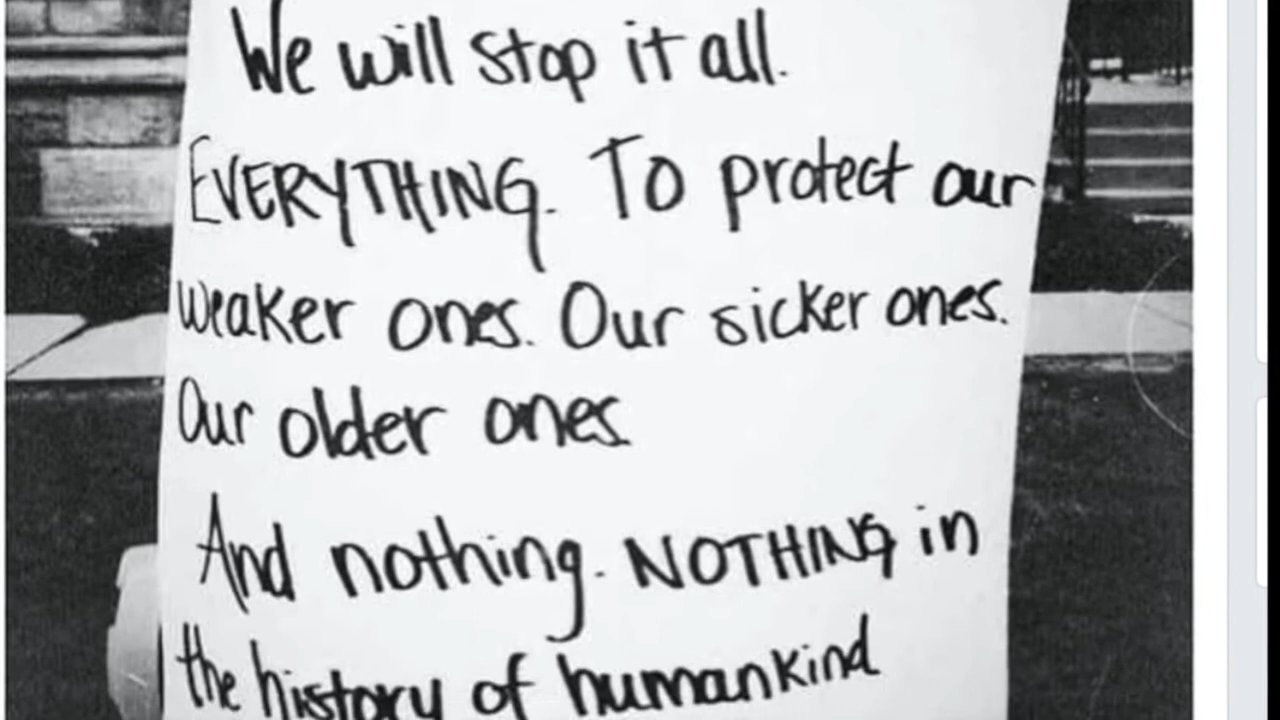 We will stop it all.
EVERYTHING. To protect our
weaker ones. Our sicker ones.
Our older ones.
And nothing. NOTHING in
the history of humankind